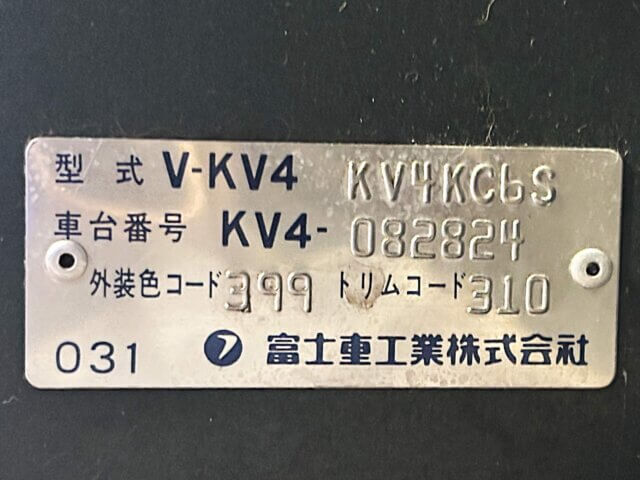 型式 V-KV4 KV4KC6S
車台番号 KV4-082824
外装色コード 399 トリムコード 310
031 富士重工業株式会社